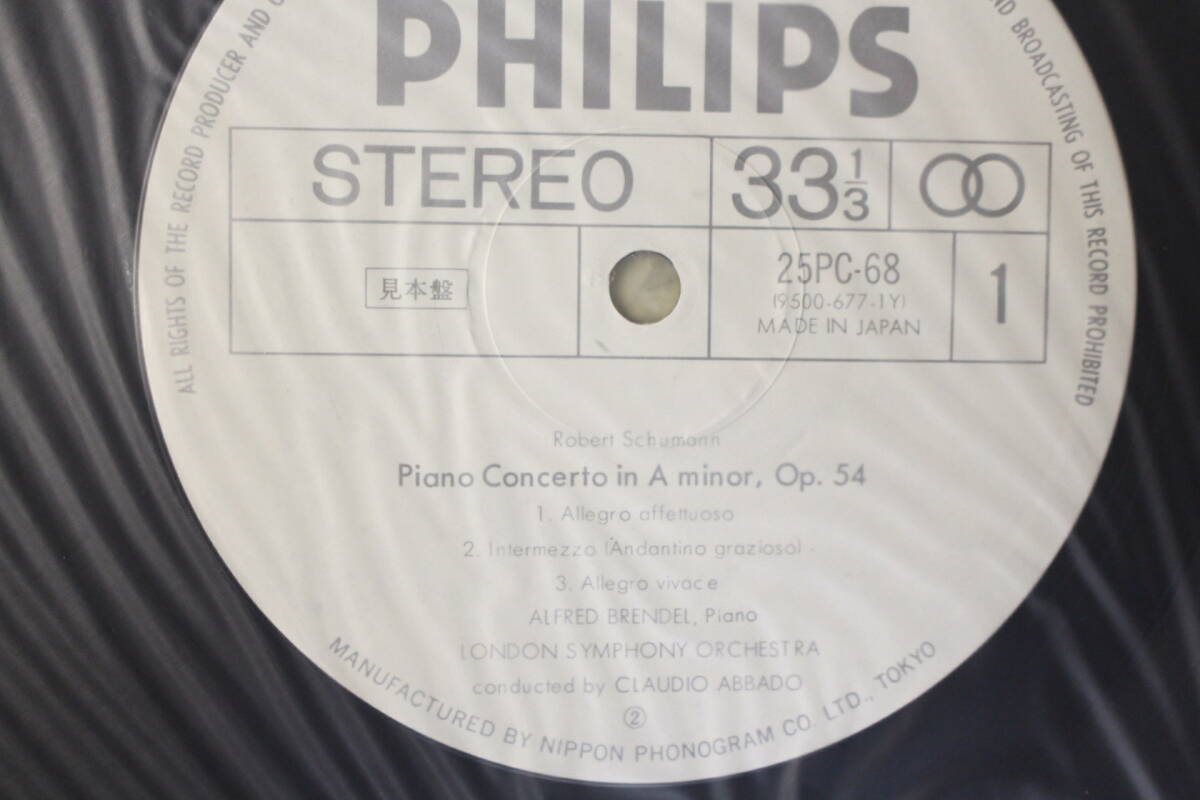 PHILIPS
STEREO
33 1/3
見本盤
25PC-68
(9500-677-1Y)
MADE IN JAPAN
1
Robert Schumann
Piano Concerto in A minor, Op. 54
1. Allegro affettuoso
2. Intermezzo (Andantino grazioso) -
3. Allegro vivace
ALFRED BRENDEL, Piano
LONDON SYMPHONY ORCHESTRA
conducted by CLAUDIO ABBADO
②
ALL RIGHTS OF THE RECORD PRODUCER AND
BROADCASTING OF THIS RECORD PROHIBITED
MANUFACTURED BY NIPPON PHONOGRAM CO. LTD., TOKYO